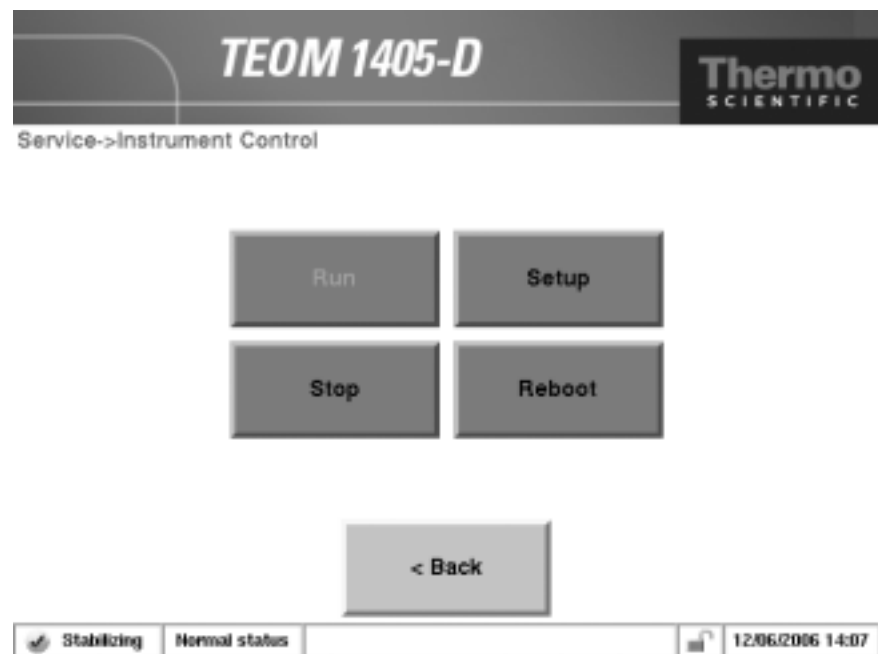 TEOM 1405-D
Thermo
SCIENTIFIC
Service->Instrument Control
Run
Setup
Stop
Reboot
< Back
Stabilizing
Normal status
12/06/2006 14:07